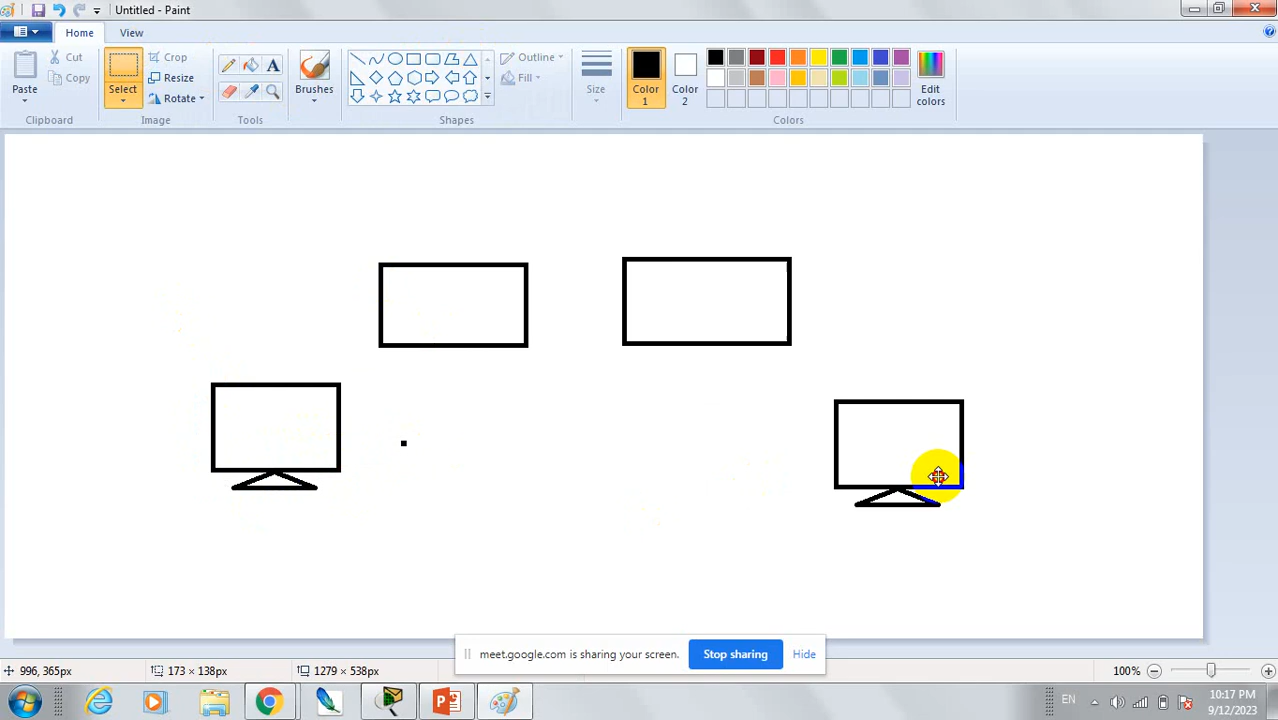 Untitled - Paint
Home View
Paste
Cut
Copy
Select
Crop
Resize
Rotate
A
Brushes
Outline
Fill
Size
Color 1
Color 2
Edit colors
Clipboard Image Tools Shapes Colors
meet.google.com is sharing your screen. Stop sharing Hide
996, 365px 173 × 138px 1279 × 538px 100%
EN 10:17 PM
9/12/2023